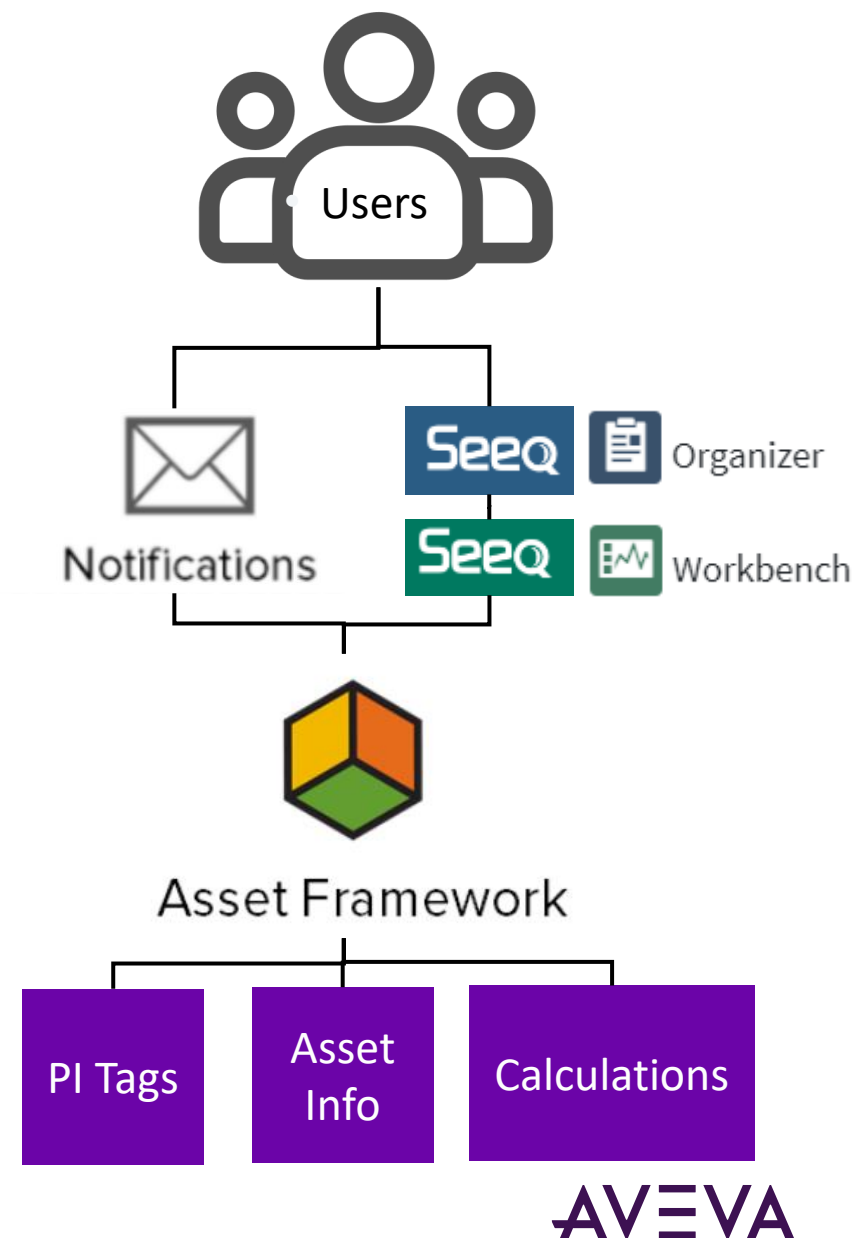 Users
Seeq
Organizer
Notifications
Seeq
Workbench
Asset Framework
PI Tags
Asset
Info
Calculations
AVEVA